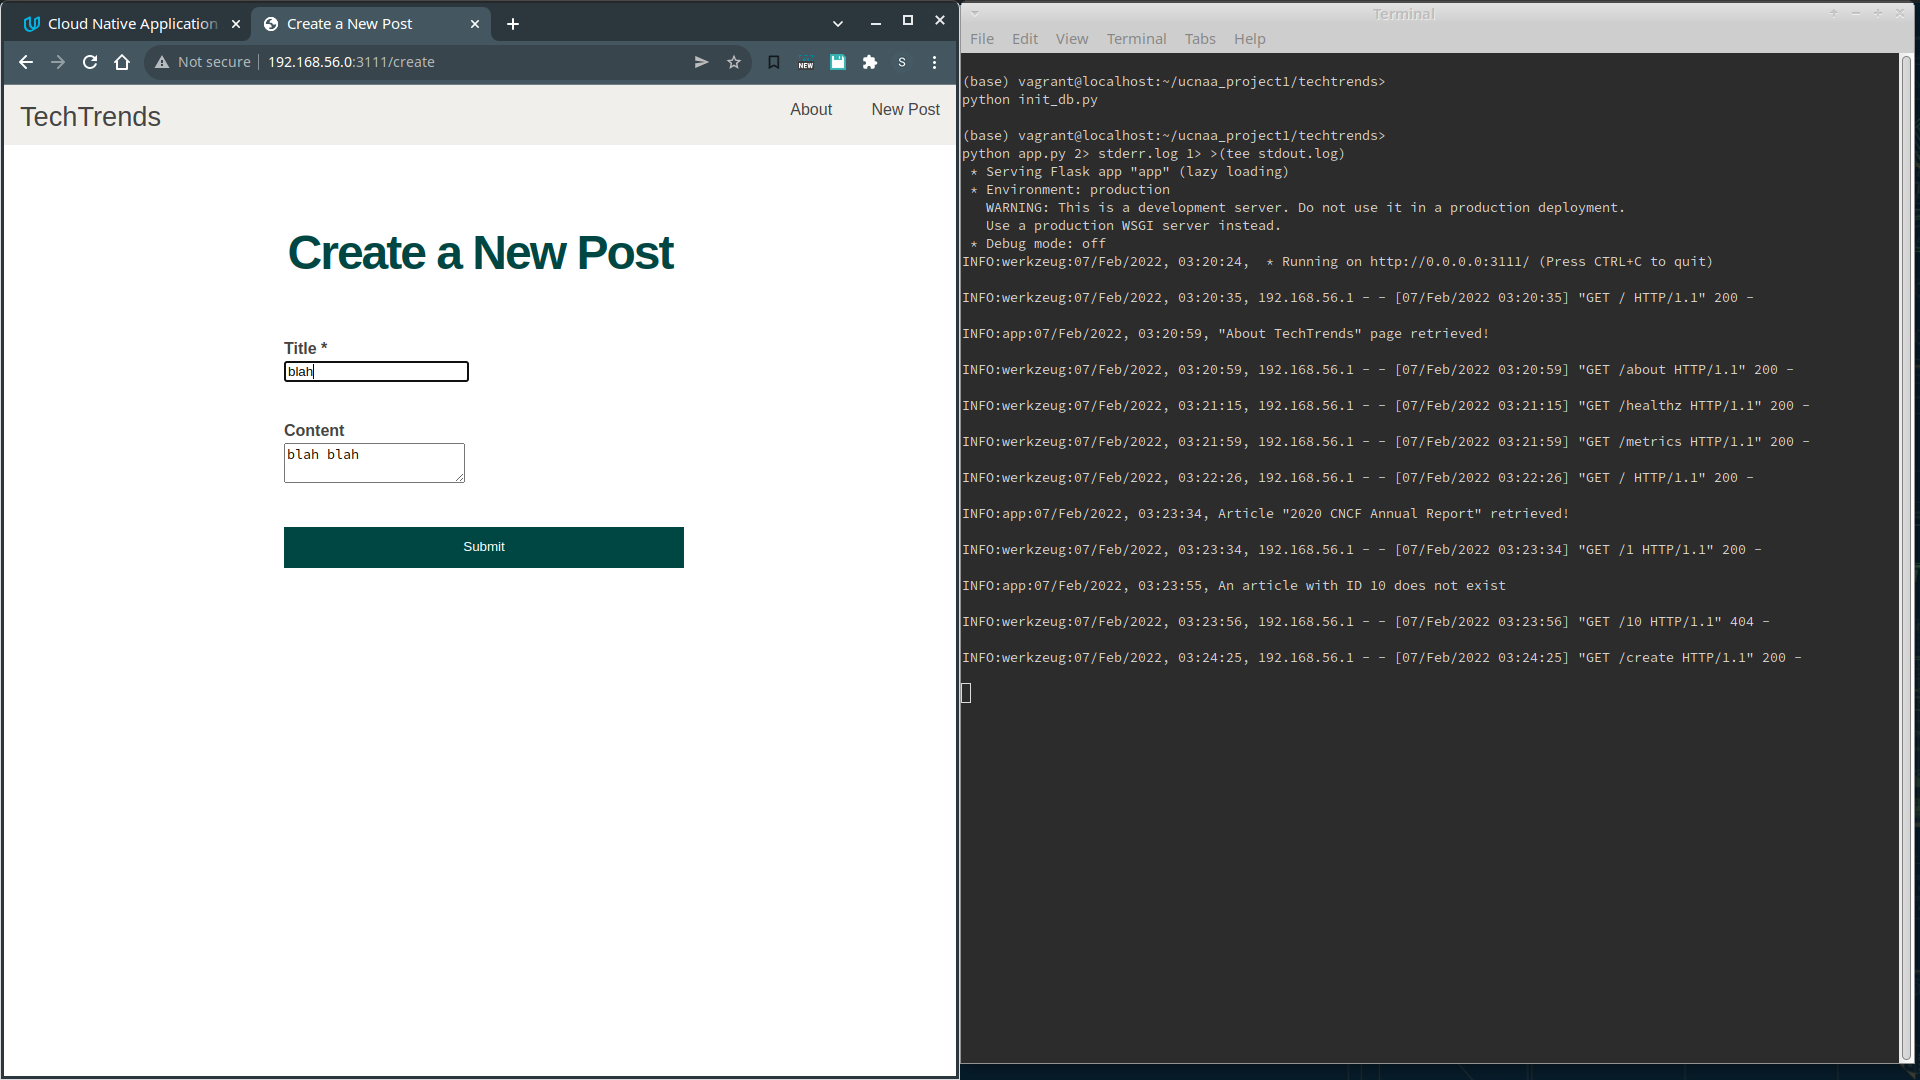 Cloud Native Application
Create a New Post
Not secure
192.168.56.0:3111/create
NEW
S
TechTrends
About
New Post
Create a New Post
Title *
blah
Content
blah blah
Submit
Terminal
File Edit View Terminal Tabs Help
(base) vagrant@localhost:~/ucnaa_project1/techtrends>
python init_db.py
(base) vagrant@localhost:~/ucnaa_project1/techtrends>
python app.py 2> stderr.log 1> >(tee stdout.log)
* Serving Flask app "app" (lazy loading)
* Environment: production
WARNING: This is a development server. Do not use it in a production deployment.
Use a production WSGI server instead.
* Debug mode: off
INFO:werkzeug:07/Feb/2022, 03:20:24,  * Running on http://0.0.0.0:3111/ (Press CTRL+C to quit)
INFO:werkzeug:07/Feb/2022, 03:20:35, 192.168.56.1 - - [07/Feb/2022 03:20:35] "GET / HTTP/1.1" 200 -
INFO:app:07/Feb/2022, 03:20:59, "About TechTrends" page retrieved!
INFO:werkzeug:07/Feb/2022, 03:20:59, 192.168.56.1 - - [07/Feb/2022 03:20:59] "GET /about HTTP/1.1" 200 -
INFO:werkzeug:07/Feb/2022, 03:21:15, 192.168.56.1 - - [07/Feb/2022 03:21:15] "GET /healthz HTTP/1.1" 200 -
INFO:werkzeug:07/Feb/2022, 03:21:59, 192.168.56.1 - - [07/Feb/2022 03:21:59] "GET /metrics HTTP/1.1" 200 -
INFO:werkzeug:07/Feb/2022, 03:22:26, 192.168.56.1 - - [07/Feb/2022 03:22:26] "GET / HTTP/1.1" 200 -
INFO:app:07/Feb/2022, 03:23:34, Article "2020 CNCF Annual Report" retrieved!
INFO:werkzeug:07/Feb/2022, 03:23:34, 192.168.56.1 - - [07/Feb/2022 03:23:34] "GET /1 HTTP/1.1" 200 -
INFO:app:07/Feb/2022, 03:23:55, An article with ID 10 does not exist
INFO:werkzeug:07/Feb/2022, 03:23:56, 192.168.56.1 - - [07/Feb/2022 03:23:56] "GET /10 HTTP/1.1" 404 -
INFO:werkzeug:07/Feb/2022, 03:24:25, 192.168.56.1 - - [07/Feb/2022 03:24:25] "GET /create HTTP/1.1" 200 -